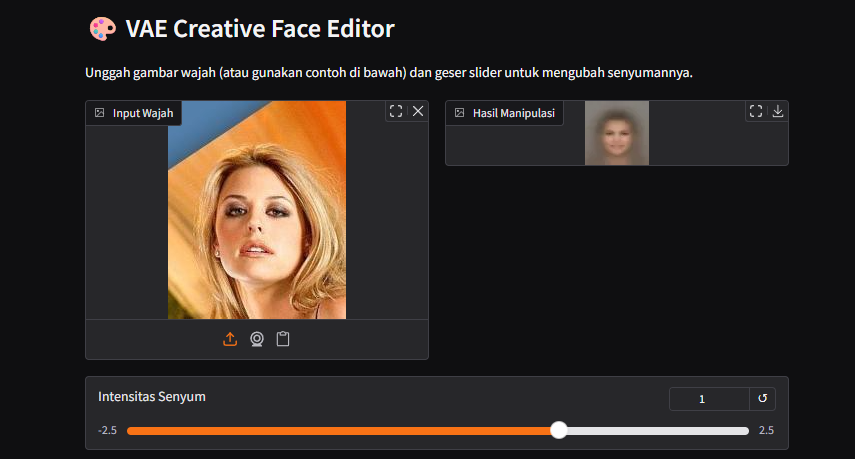 🎨 VAE Creative Face Editor
Unggah gambar wajah (atau gunakan contoh di bawah) dan geser slider untuk mengubah senyumannya.
Input Wajah
Hasil Manipulasi
Intensitas Senyum
1
-2.5
2.5